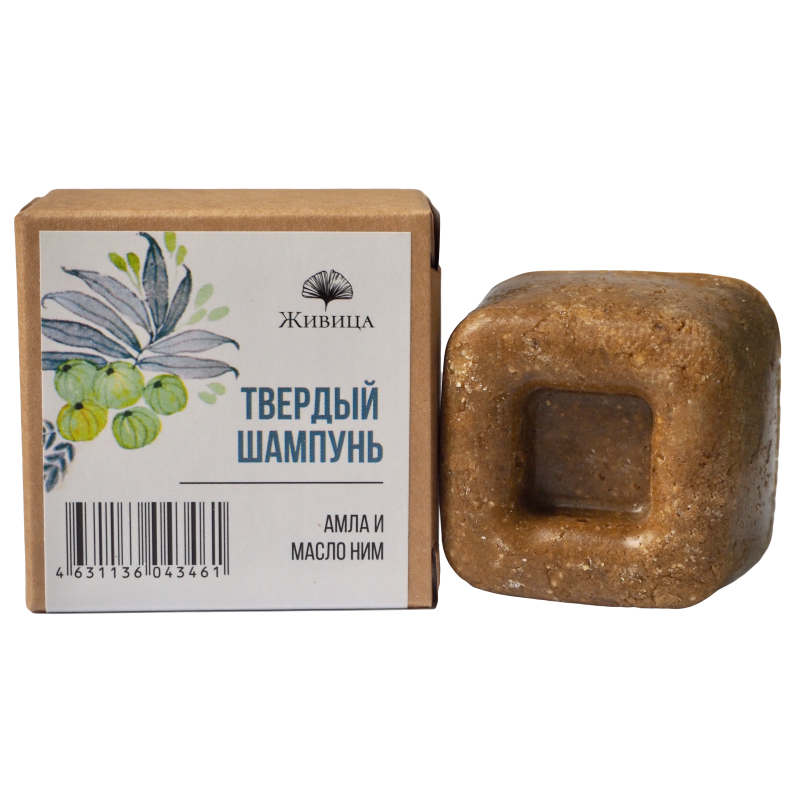 ЖИВИЦА
ТВЕРДЫЙ
ШАМПУНЬ
АМЛА И
МАСЛО НИМ
4 631136 043461